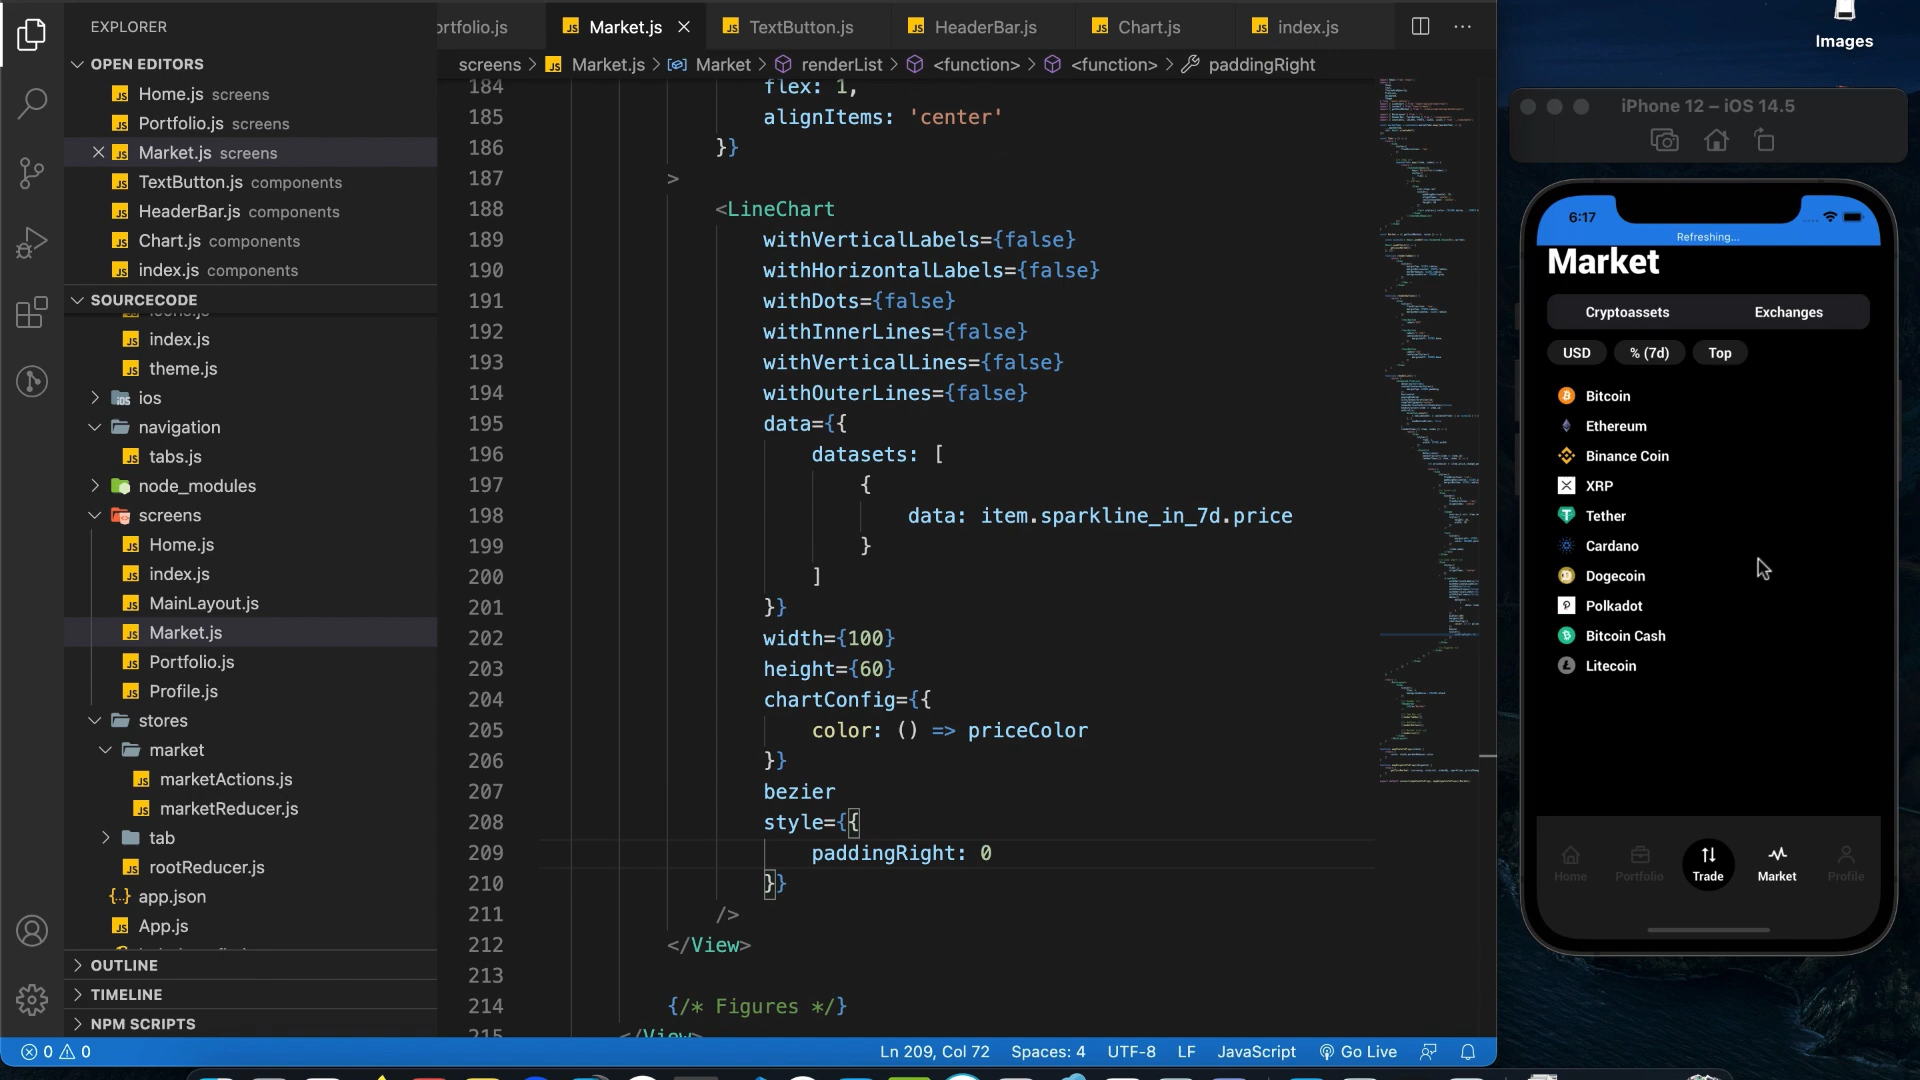 EXPLORER
OPEN EDITORS
Home.js screens
Portfolio.js screens
Market.js screens
TextButton.js components
HeaderBar.js components
Chart.js components
index.js components
SOURCECODE
index.js
theme.js
ios
navigation
tabs.js
node_modules
screens
Home.js
index.js
MainLayout.js
Market.js
Portfolio.js
Profile.js
stores
market
marketActions.js
marketReducer.js
tab
rootReducer.js
app.json
App.js
OUTLINE
TIMELINE
NPM SCRIPTS
ortfolio.js
Market.js
TextButton.js
HeaderBar.js
Chart.js
index.js
screens > Market.js > Market > renderList > <function> > <function> > paddingRight
184 flex: 1,
185 alignItems: 'center'
186 }}
187 >
188 <LineChart
189 withVerticalLabels={false}
190 withHorizontalLabels={false}
191 withDots={false}
192 withInnerLines={false}
193 withVerticalLines={false}
194 withOuterLines={false}
195 data={{
196 datasets: [
197 {
198 data: item.sparkline_in_7d.price
199 }
200 ]
201 }}
202 width={100}
203 height={60}
204 chartConfig={{
205 color: () => priceColor
206 }}
207 bezier
208 style={{
209 paddingRight: 0
210 }}
211 />
212 </View>
213
214 {/* Figures */}
215 </View>
0 0
Ln 209, Col 72
Spaces: 4
UTF-8
LF
JavaScript
Go Live
Images
iPhone 12 – iOS 14.5
6:17
Refreshing...
Market
Cryptoassets
Exchanges
USD
% (7d)
Top
Bitcoin
Ethereum
Binance Coin
XRP
Tether
Cardano
Dogecoin
Polkadot
Bitcoin Cash
Litecoin
Home
Portfolio
Trade
Market
Profile